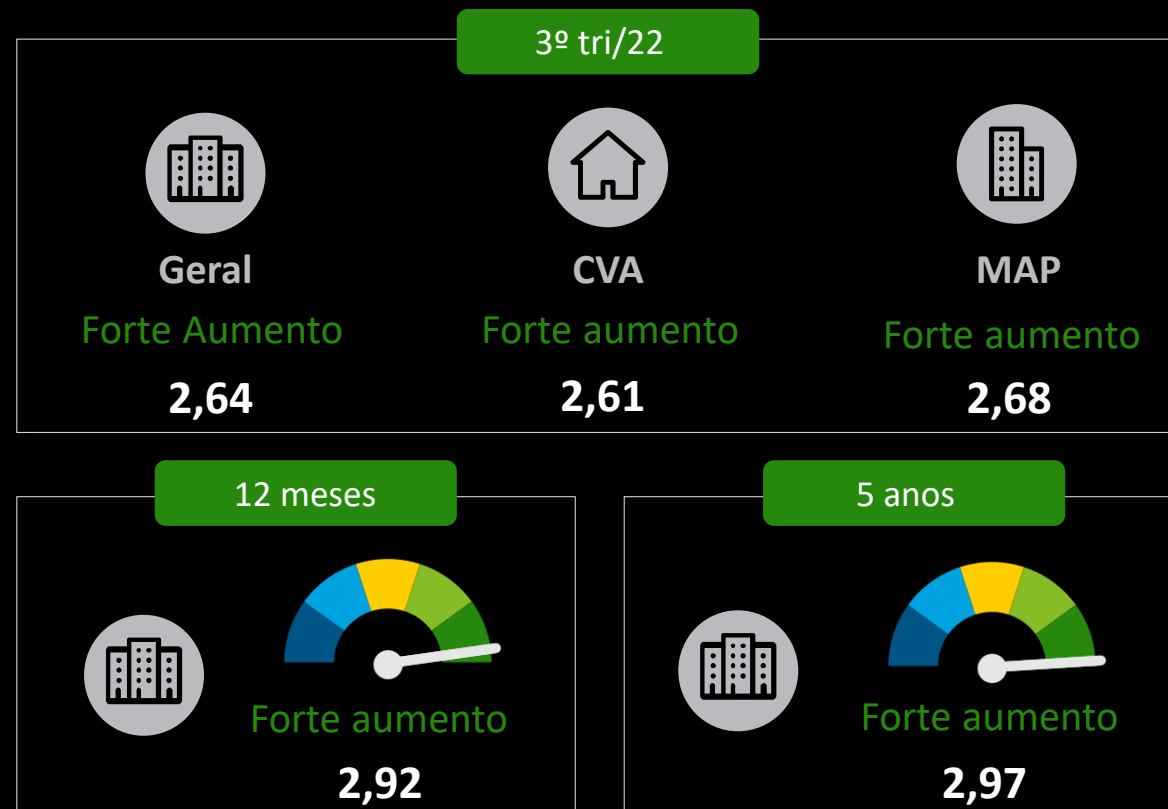 3º tri/22
Geral
Forte Aumento
2,64
CVA
Forte aumento
2,61
MAP
Forte aumento
2,68
12 meses
Forte aumento
2,92
5 anos
Forte aumento
2,97